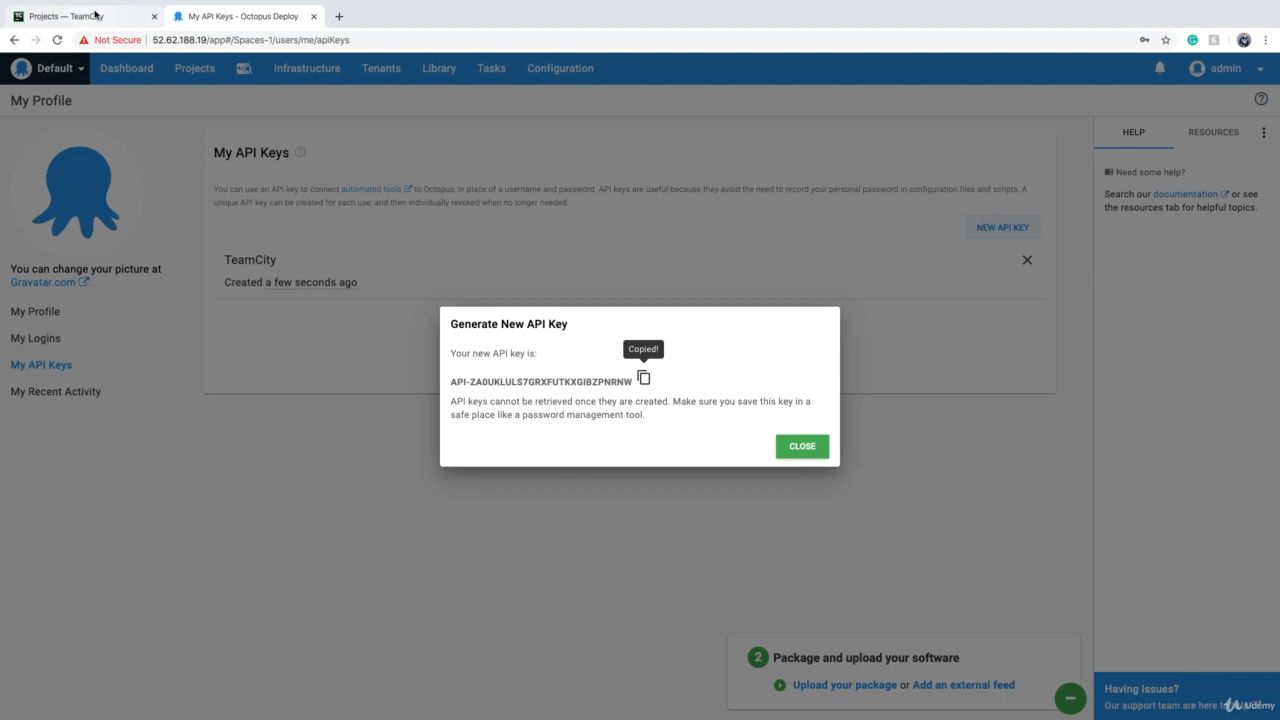 Projects — TeamCity
My API Keys - Octopus Deploy
Not Secure
52.62.188.19/app#/Spaces-1/users/me/apiKeys
Default
Dashboard
Projects
Infrastructure
Tenants
Library
Tasks
Configuration
admin
My Profile
You can change your picture at
Gravatar.com
My Profile
My Logins
My API Keys
My Recent Activity
My API Keys
You can use an API key to connect automated tools to Octopus, in place of a username and password. API keys are useful because they avoid the need to record your personal password in configuration files and scripts. A
unique API key can be created for each use, and then individually revoked when no longer needed.
NEW API KEY
TeamCity
Created a few seconds ago
Generate New API Key
Copied!
Your new API key is:
API-ZA0UKLULS7GRXFUTKXGIBZPNRNW
API keys cannot be retrieved once they are created. Make sure you save this key in a
safe place like a password management tool.
CLOSE
2
Package and upload your software
Upload your package or Add an external feed
HELP
RESOURCES
Need some help?
Search our documentation or see
the resources tab for helpful topics.
Having issues?
Our support team are here to
Udemy